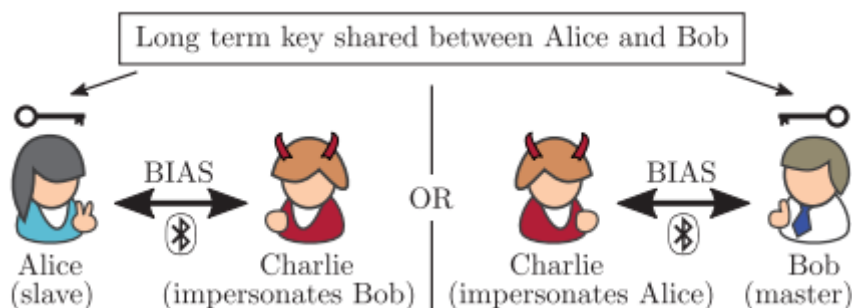 Long term key shared between Alice and Bob
BIAS
OR
BIAS
Alice
(slave)
Charlie
(impersonates Bob)
Charlie
(impersonates Alice)
Bob
(master)